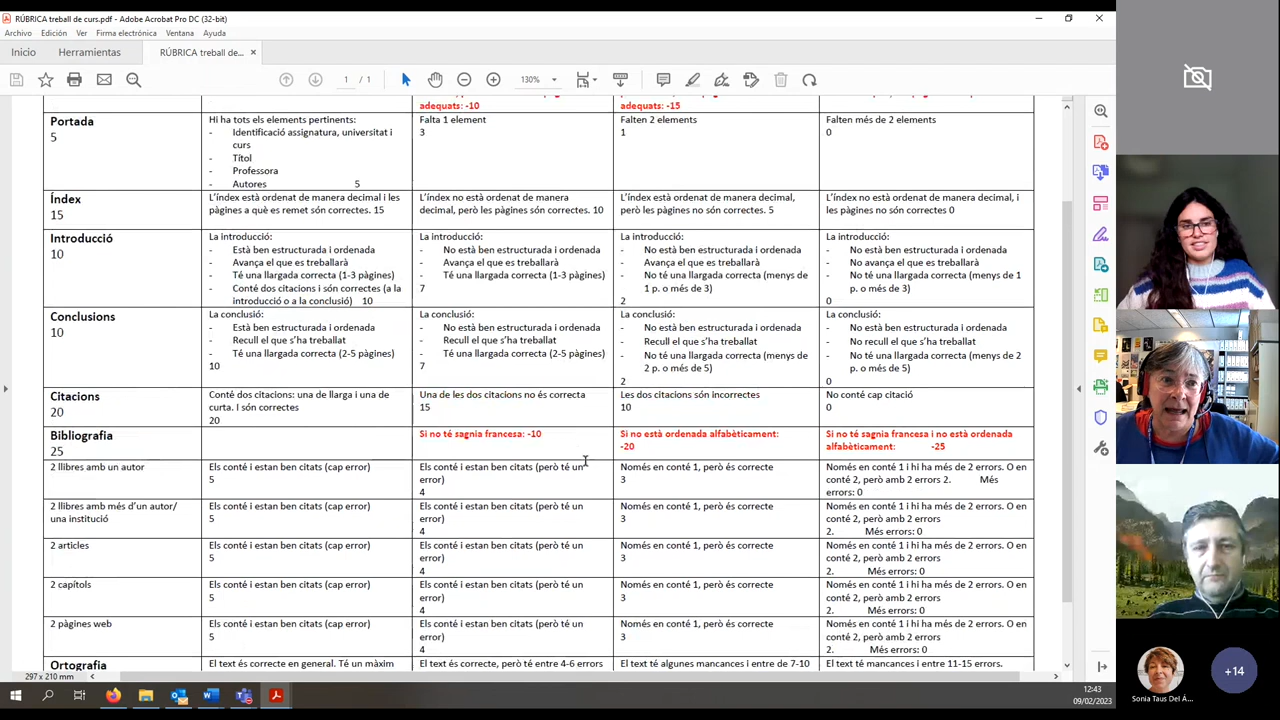 RÚBRICA treball de curs.pdf - Adobe Acrobat Pro DC (32-bit)
Archivo Edición Ver Firma electrónica Ventana Ayuda
Inicio Herramientas RÚBRICA treball de... ×
1 / 1 130%
adequats: -10
adequats: -15
Portada
5
Hi ha tots els elements pertinents:
- Identificació assignatura, universitat i
curs
- Títol
- Professora
- Autores 5
Falta 1 element
3
Falten 2 elements
1
Falten més de 2 elements
0
Índex
15
L'índex està ordenat de manera decimal i les
pàgines a què es remet són correctes. 15
L'índex no està ordenat de manera
decimal, però les pàgines són correctes. 10
L'índex està ordenat de manera decimal,
però les pàgines no són correctes. 5
L'índex no està ordenat de manera decimal, i
les pàgines no són correctes 0
Introducció
10
La introducció:
- Està ben estructurada i ordenada
- Avança el que es treballarà
- Té una llargada correcta (1-3 pàgines)
- Conté dos citacions i són correctes (a la
introducció o a la conclusió) 10
La introducció:
- No està ben estructurada i ordenada
- Avança el que es treballarà
- Té una llargada correcta (1-3 pàgines)
7
La introducció:
- No està ben estructurada i ordenada
- Avança el que es treballarà
- No té una llargada correcta (menys de
1 p. o més de 3)
2
La introducció:
- No està ben estructurada i ordenada
- No avança el que es treballarà
- No té una llargada correcta (menys de 1
p. o més de 3)
0
Conclusions
10
La conclusió:
- Està ben estructurada i ordenada
- Recull el que s'ha treballat
- Té una llargada correcta (2-5 pàgines)
10
La conclusió:
- No està ben estructurada i ordenada
- Recull el que s'ha treballat
- Té una llargada correcta (2-5 pàgines)
7
La conclusió:
- No està ben estructurada i ordenada
- Recull el que s'ha treballat
- No té una llargada correcta (menys de
2 p. o més de 5)
2
La conclusió:
- No està ben estructurada i ordenada
- No recull el que s'ha treballat
- No té una llargada correcta (menys de 2
p. o més de 5)
0
Citacions
20
Conté dos citacions: una de llarga i una de
curta. I són correctes
20
Una de les dos citacions no és correcta
15
Les dos citacions són incorrectes
10
No conté cap citació
0
Bibliografia
25
Si no té sagnia francesa: -10
Si no està ordenada alfabèticament:
-20
Si no té sagnia francesa i no està ordenada
alfabèticament: -25
2 llibres amb un autor
Els conté i estan ben citats (cap error)
5
Els conté i estan ben citats (però té un
error)
4
Només en conté 1, però és correcte
3
Només en conté 1 i hi ha més de 2 errors. O en
conté 2, però amb 2 errors 2. Més
errors: 0
2 llibres amb més d'un autor/
una institució
Els conté i estan ben citats (cap error)
5
Els conté i estan ben citats (però té un
error)
4
Només en conté 1, però és correcte
3
Només en conté 1 i hi ha més de 2 errors. O en
conté 2, però amb 2 errors
2. Més errors: 0
2 articles
Els conté i estan ben citats (cap error)
5
Els conté i estan ben citats (però té un
error)
4
Només en conté 1, però és correcte
3
Només en conté 1 i hi ha més de 2 errors. O en
conté 2, però amb 2 errors
2. Més errors: 0
2 capítols
Els conté i estan ben citats (cap error)
5
Els conté i estan ben citats (però té un
error)
4
Només en conté 1, però és correcte
3
Només en conté 1 i hi ha més de 2 errors. O en
conté 2, però amb 2 errors
2. Més errors: 0
2 pàgines web
Els conté i estan ben citats (cap error)
5
Els conté i estan ben citats (però té un
error)
4
Només en conté 1, però és correcte
3
Només en conté 1 i hi ha més de 2 errors. O en
conté 2, però amb 2 errors
2. Més errors: 0
Ortografia
El text és correcte en general. Té un màxim
El text és correcte, però té entre 4-6 errors
El text té algunes mancances i entre de 7-10
El text té mancances i entre 11-15 errors.
297 x 210 mm
12:43
09/02/2023
Sonia Taus Del Á...
+14